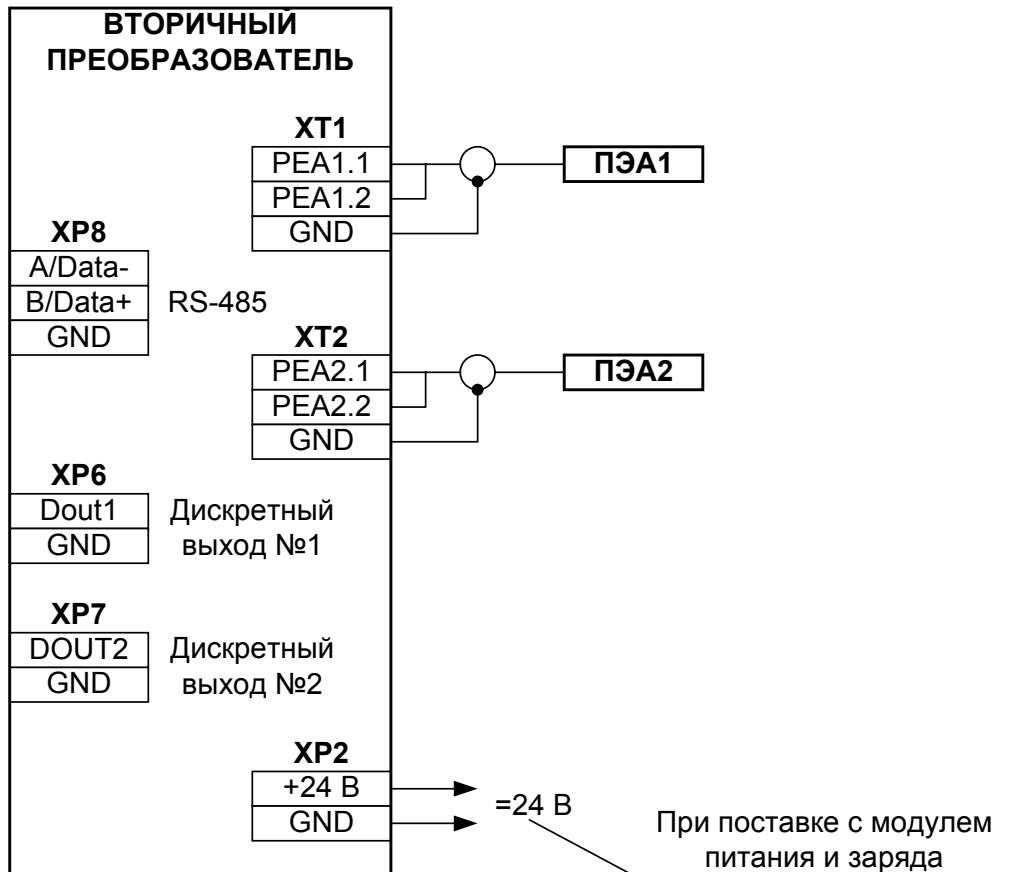 ВТОРИЧНЫЙ
ПРЕОБРАЗОВАТЕЛЬ
XT1
PEA1.1
PEA1.2
GND
ПЭА1
XP8
A/Data-
B/Data+
GND
RS-485
XT2
PEA2.1
PEA2.2
GND
ПЭА2
XP6
Dout1
GND
Дискретный
выход №1
XP7
DOUT2
GND
Дискретный
выход №2
XP2
+24 В
GND
=24 В
При поставке с модулем
питания и заряда